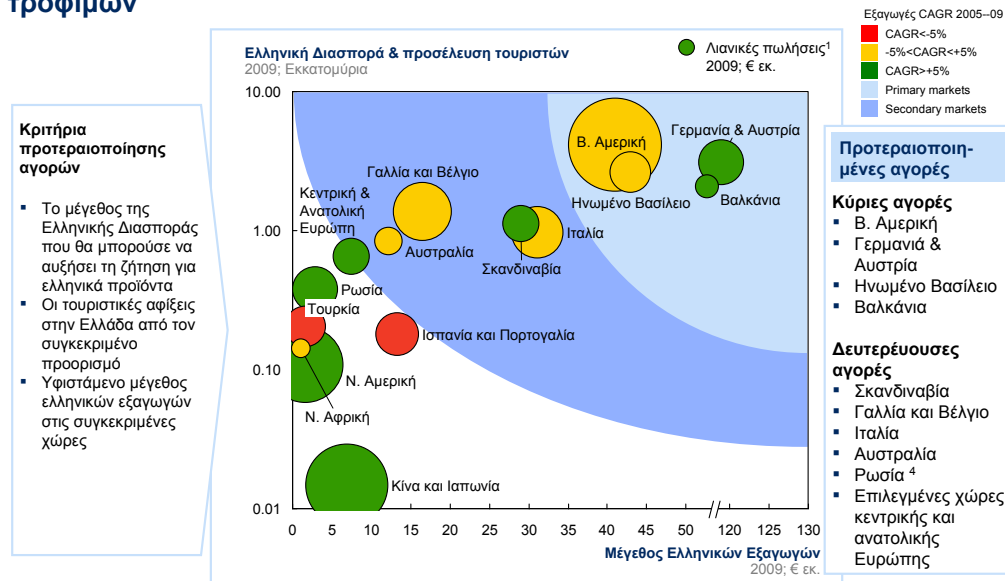 τροφίμων
Εξαγωγές CAGR 2005--09
CAGR<-5%
-5%<CAGR<+5%
CAGR>+5%
Primary markets
Secondary markets
Κριτήρια
προτεραιοποίησης
αγορών
▪ Το μέγεθος της
Ελληνικής Διασποράς
που θα μπορούσε να
αυξήσει τη ζήτηση για
ελληνικά προϊόντα
▪ Οι τουριστικές αφίξεις
στην Ελλάδα από τον
συγκεκριμένο
προορισμό
▪ Υφιστάμενο μέγεθος
ελληνικών εξαγωγών
στις συγκεκριμένες
χώρες
Ελληνική Διασπορά & προσέλευση τουριστών
2009; Εκκατομύρια
Λιανικές πωλήσεις¹
2009; € εκ.
10.00
1.00
0.10
0.01
Β. Αμερική
Γερμανία & Αυστρία
Γαλλία και Βέλγιο
Κεντρική &
Ανατολική
Ευρώπη
Ηνωμένο Βασίλειο
Βαλκάνια
Αυστραλία
Ιταλία
Σκανδιναβία
Ρωσία
Τουρκία
Ισπανία και Πορτογαλία
Ν. Αμερική
Ν. Αφρική
Κίνα και Ιαπωνία
0 5 10 15 20 25 30 35 40 45 50 120 125 130
Μέγεθος Ελληνικών Εξαγωγών
2009; € εκ.
Προτεραιοποιη-
μένες αγορές
Κύριες αγορές
▪ Β. Αμερική
▪ Γερμανιά &
Αυστρία
▪ Ηνωμένο Βασίλειο
▪ Βαλκάνια
Δευτερέυουσες
αγορές
▪ Σκανδιναβία
▪ Γαλλία και Βέλγιο
▪ Ιταλία
▪ Αυστραλία
▪ Ρωσία ⁴
▪ Επιλεγμένες χώρες
κεντρικής και
ανατολικής
Ευρώπης